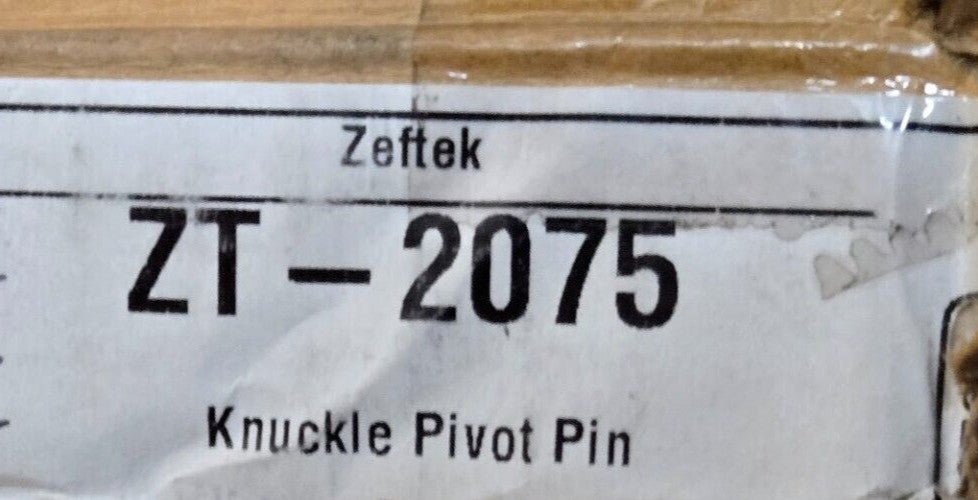 Zeftek
ZT-2075
Knuckle Pivot Pin